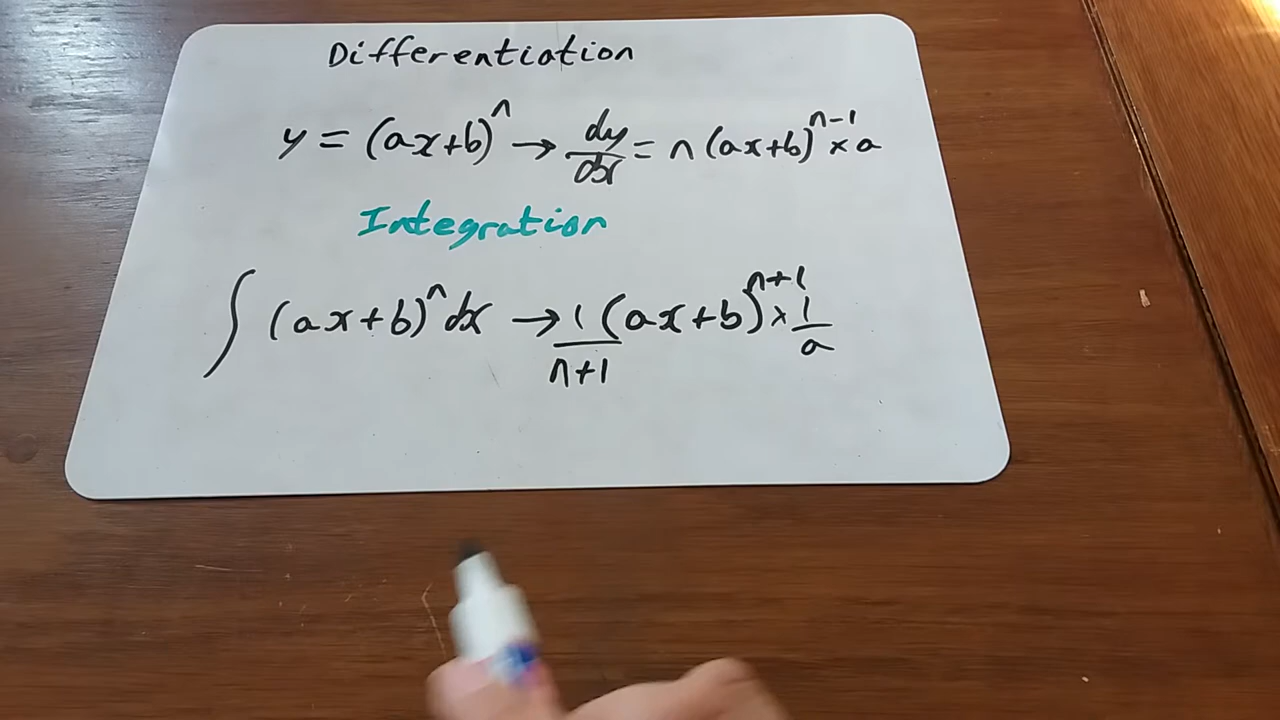 Differentiation
y = (ax+b)^n → dy/dx = n(ax+b)^{n-1} × a
Integration
∫(ax+b)^n dx → 1/(n+1) (ax+b)^{n+1} × 1/a